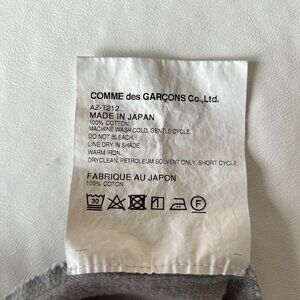 COMME des GARÇONS Co.,Ltd.
AZ-T212
MADE IN JAPAN
100% COTTON
MACHINE WASH COLD, GENTLE CYCLE.
DO NOT BLEACH.
LINE DRY IN SHADE.
WARM IRON.
DRYCLEAN, PETROLEUM SOLVENT ONLY, SHORT CYCLE.
FABRIQUE AU JAPON
100% COTON
30 F